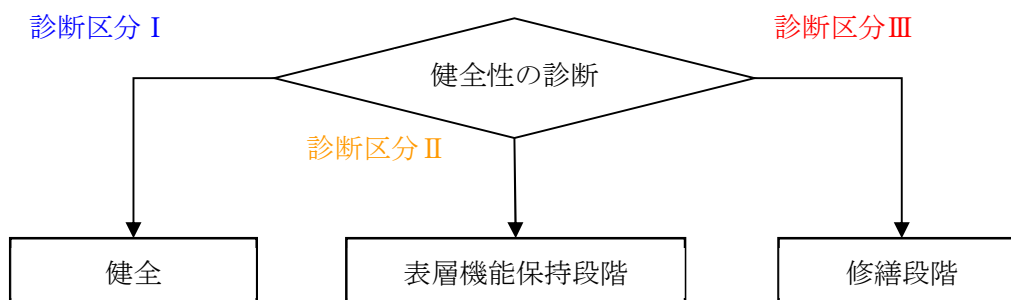 診断区分Ⅰ
診断区分Ⅲ
健全性の診断
診断区分Ⅱ
健全
表層機能保持段階
修繕段階